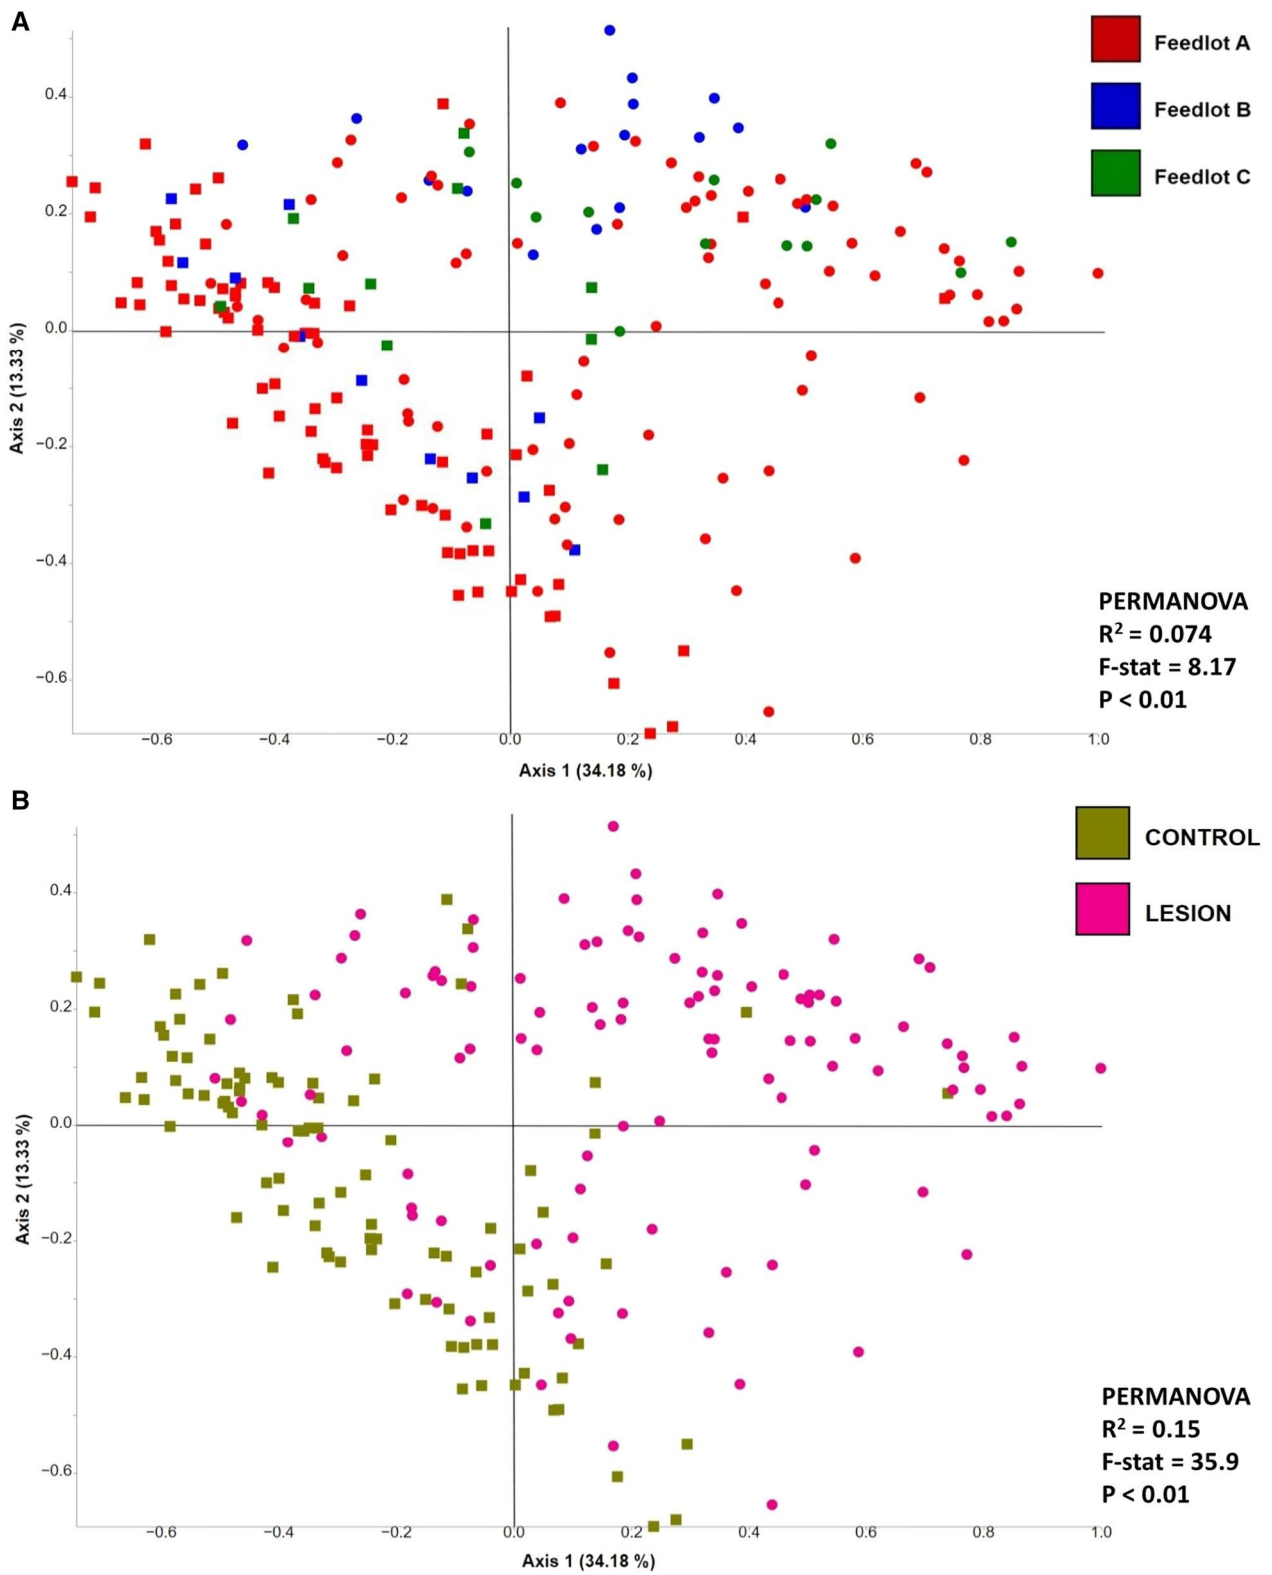 A
Feedlot A
Feedlot B
Feedlot C
0.4
0.2
0.0
−0.2
−0.4
−0.6
Axis 2 (13.33 %)
PERMANOVA
R² = 0.074
F-stat = 8.17
P < 0.01
−0.6 −0.4 −0.2 0.0 0.2 0.4 0.6 0.8 1.0
Axis 1 (34.18 %)
B
CONTROL
LESION
0.4
0.2
0.0
−0.2
−0.4
−0.6
Axis 2 (13.33 %)
PERMANOVA
R² = 0.15
F-stat = 35.9
P < 0.01
−0.6 −0.4 −0.2 0.0 0.2 0.4 0.6 0.8 1.0
Axis 1 (34.18 %)